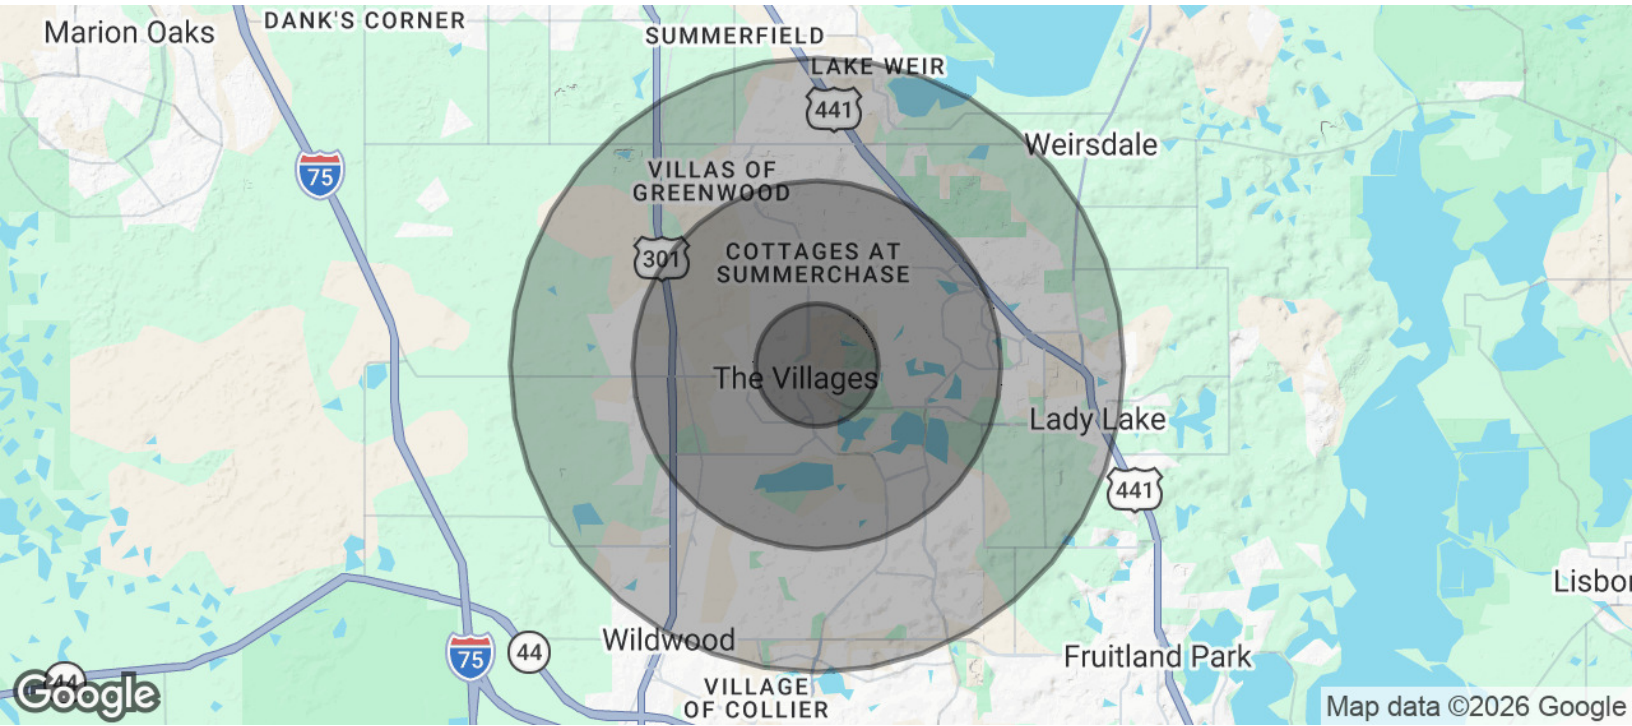 Marion Oaks
DANK'S CORNER
SUMMERFIELD
LAKE WEIR
441
Weirsdale
75
VILLAS OF
GREENWOOD
301
COTTAGES AT
SUMMERCHASE
The Villages
Lady Lake
441
Lisbo
Wildwood
44
75
Fruitland Park
44
Google
VILLAGE
OF COLLIER
Map data ©2026 Google